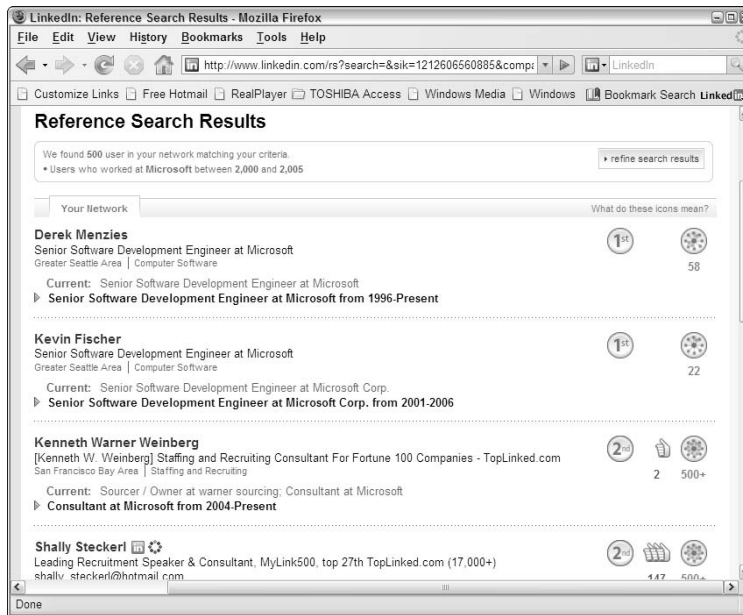 LinkedIn: Reference Search Results - Mozilla Firefox
File Edit View History Bookmarks Tools Help
http://www.linkedin.com/rs?search=&sik=1212606560885&comp LinkedIn
Customize Links Free Hotmail RealPlayer TOSHIBA Access Windows Media Windows Bookmark Search Linked in
Reference Search Results
We found 500 user in your network matching your criteria.
• Users who worked at Microsoft between 2,000 and 2,005
refine search results
Your Network What do these icons mean?
Derek Menzies
Senior Software Development Engineer at Microsoft
Greater Seattle Area | Computer Software
1st
58
Current: Senior Software Development Engineer at Microsoft
Senior Software Development Engineer at Microsoft from 1996-Present
Kevin Fischer
Senior Software Development Engineer at Microsoft
Greater Seattle Area | Computer Software
1st
22
Current: Senior Software Development Engineer at Microsoft Corp.
Senior Software Development Engineer at Microsoft Corp. from 2001-2006
Kenneth Warner Weinberg
[Kenneth W. Weinberg] Staffing and Recruiting Consultant For Fortune 100 Companies - TopLinked.com
San Francisco Bay Area | Staffing and Recruiting
2nd
2 500+
Current: Sourcer / Owner at warner sourcing; Consultant at Microsoft
Consultant at Microsoft from 2004-Present
Shally Steckerl in
Leading Recruitment Speaker & Consultant, MyLink500, top 27th TopLinked.com (17,000+)
shally_steckerl@hotmail.com
2nd
147 500+
Done